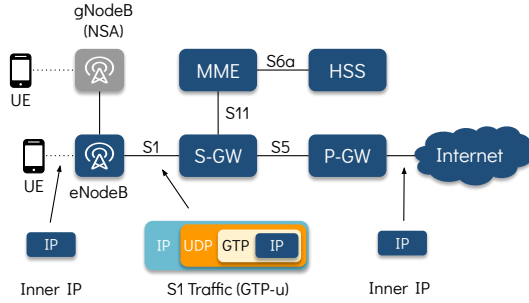 gNodeB
(NSA)
UE
MME
S6a
HSS
S11
UE
eNodeB
S1
S-GW
S5
P-GW
Internet
IP
IP
UDP
GTP
IP
IP
Inner IP
S1 Traffic (GTP-u)
Inner IP